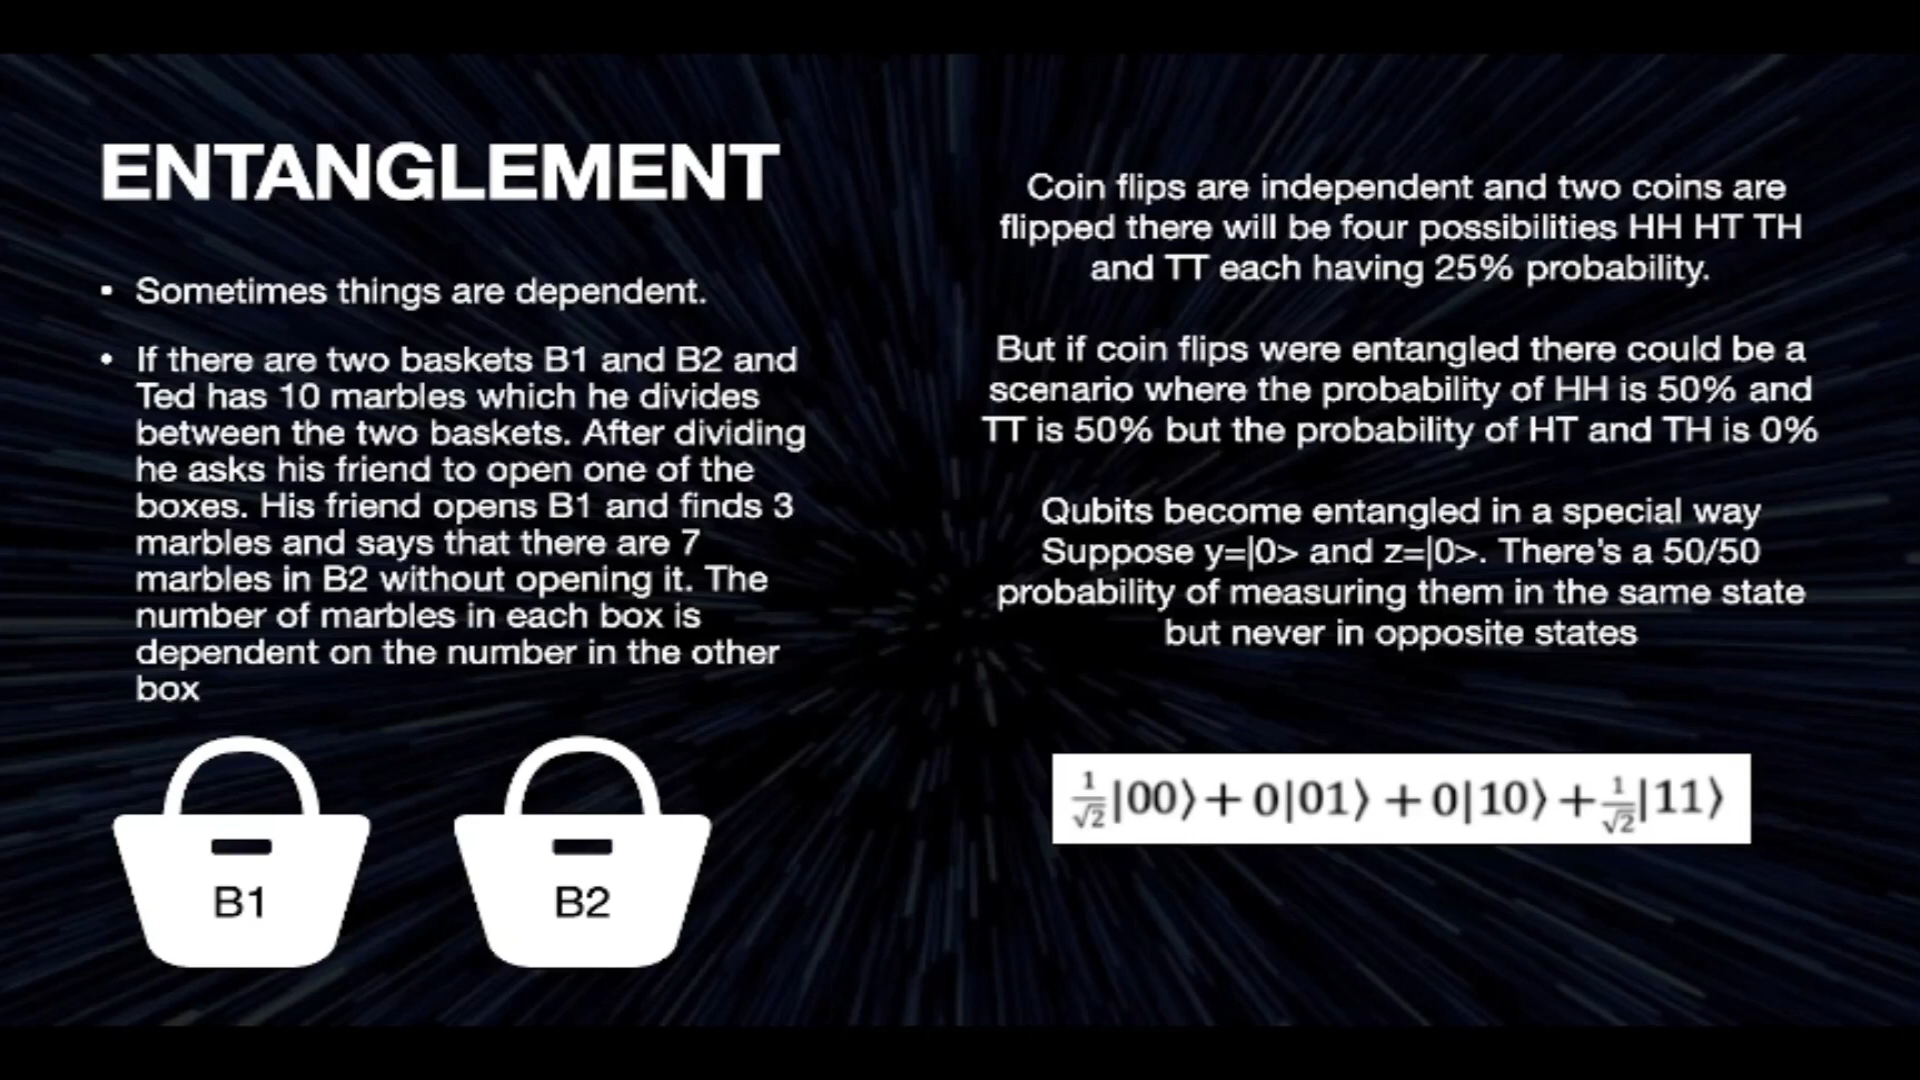 ENTANGLEMENT
• Sometimes things are dependent.
• If there are two baskets B1 and B2 and
Ted has 10 marbles which he divides
between the two baskets. After dividing
he asks his friend to open one of the
boxes. His friend opens B1 and finds 3
marbles and says that there are 7
marbles in B2 without opening it. The
number of marbles in each box is
dependent on the number in the other
box
B1
B2
Coin flips are independent and two coins are
flipped there will be four possibilities HH HT TH
and TT each having 25% probability.
But if coin flips were entangled there could be a
scenario where the probability of HH is 50% and
TT is 50% but the probability of HT and TH is 0%
Qubits become entangled in a special way
Suppose y=|0> and z=|0>. There's a 50/50
probability of measuring them in the same state
but never in opposite states
1/√2|00⟩+ 0|01⟩ + 0|10⟩ +1/√2|11⟩